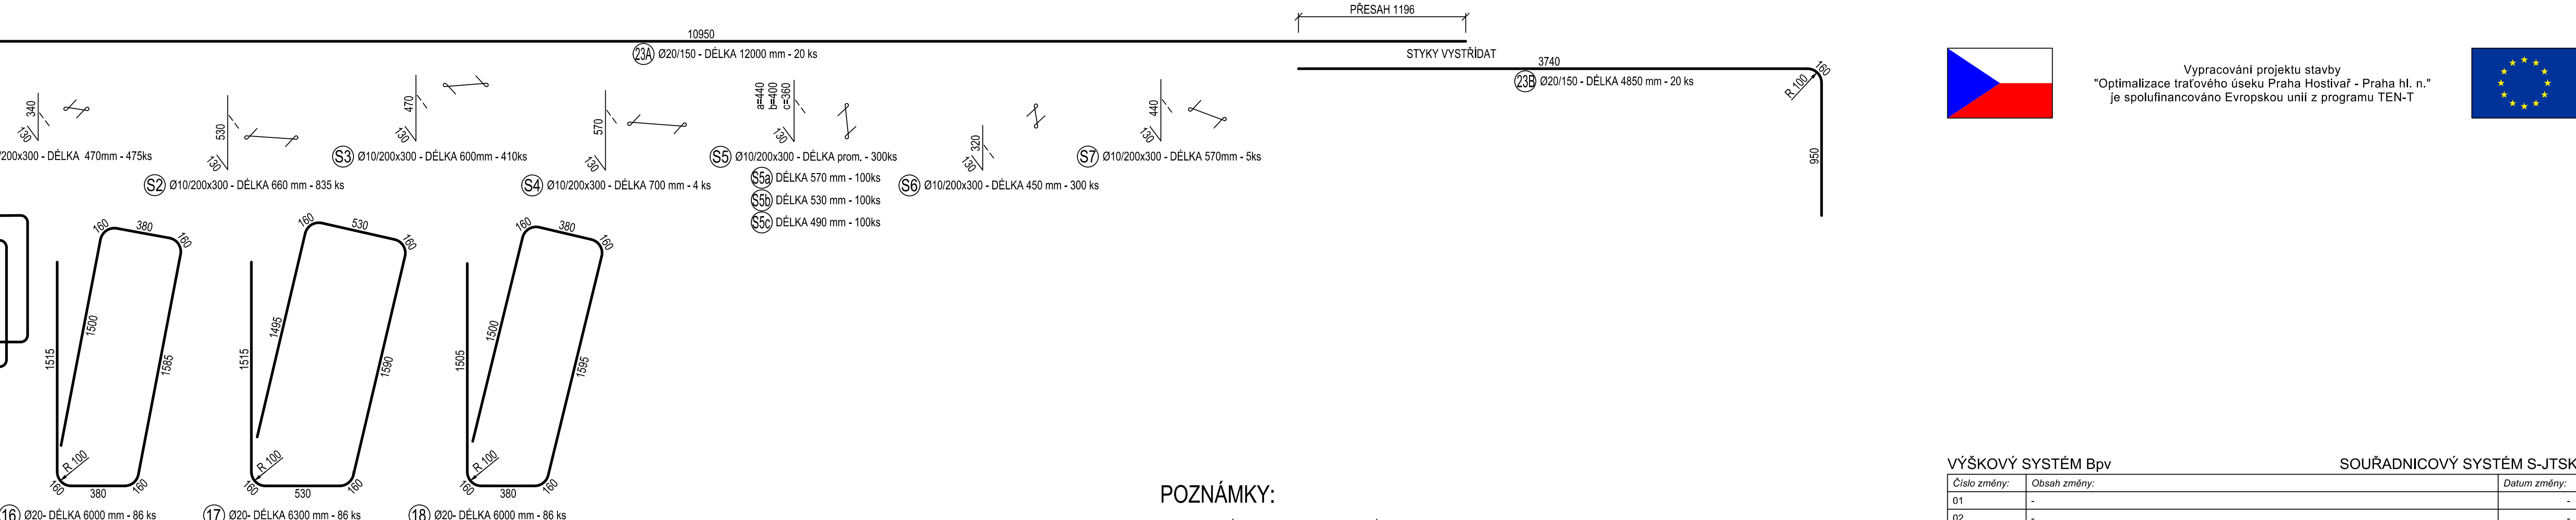 PŘESAH 1196
10950
23A Ø20/150 - DÉLKA 12000 mm - 20 ks
STYKY VYSTŘÍDAT
3740
160
R 100
23B Ø20/150 - DÉLKA 4850 mm - 20 ks
950
340
130
/200x300 - DÉLKA 470mm - 475ks
530
130
S2 Ø10/200x300 - DÉLKA 660 mm - 835 ks
470
130
S3 Ø10/200x300 - DÉLKA 600mm - 410ks
570
130
S4 Ø10/200x300 - DÉLKA 700 mm - 4 ks
a=440
b=400
c=360
130
S5 Ø10/200x300 - DÉLKA prom. - 300ks
S5a DÉLKA 570 mm - 100ks
S5b DÉLKA 530 mm - 100ks
S5c DÉLKA 490 mm - 100ks
320
130
S6 Ø10/200x300 - DÉLKA 450 mm - 300 ks
440
130
S7 Ø10/200x300 - DÉLKA 570mm - 5ks
160
380
160
1500
1515
1585
R 100
160
380
160
16 Ø20- DÉLKA 6000 mm - 86 ks
160
530
160
1495
1515
1590
R 100
160
530
160
17 Ø20- DÉLKA 6300 mm - 86 ks
160
380
160
1500
1505
1595
R 100
160
380
160
18 Ø20- DÉLKA 6000 mm - 86 ks
POZNÁMKY:
Vypracování projektu stavby
"Optimalizace traťového úseku Praha Hostivař - Praha hl. n."
je spolufinancováno Evropskou unií z programu TEN-T
VÝŠKOVÝ SYSTÉM Bpv
SOUŘADNICOVÝ SYSTÉM S-JTSK
Číslo změny: Obsah změny: Datum změny:
01 - -
02 -